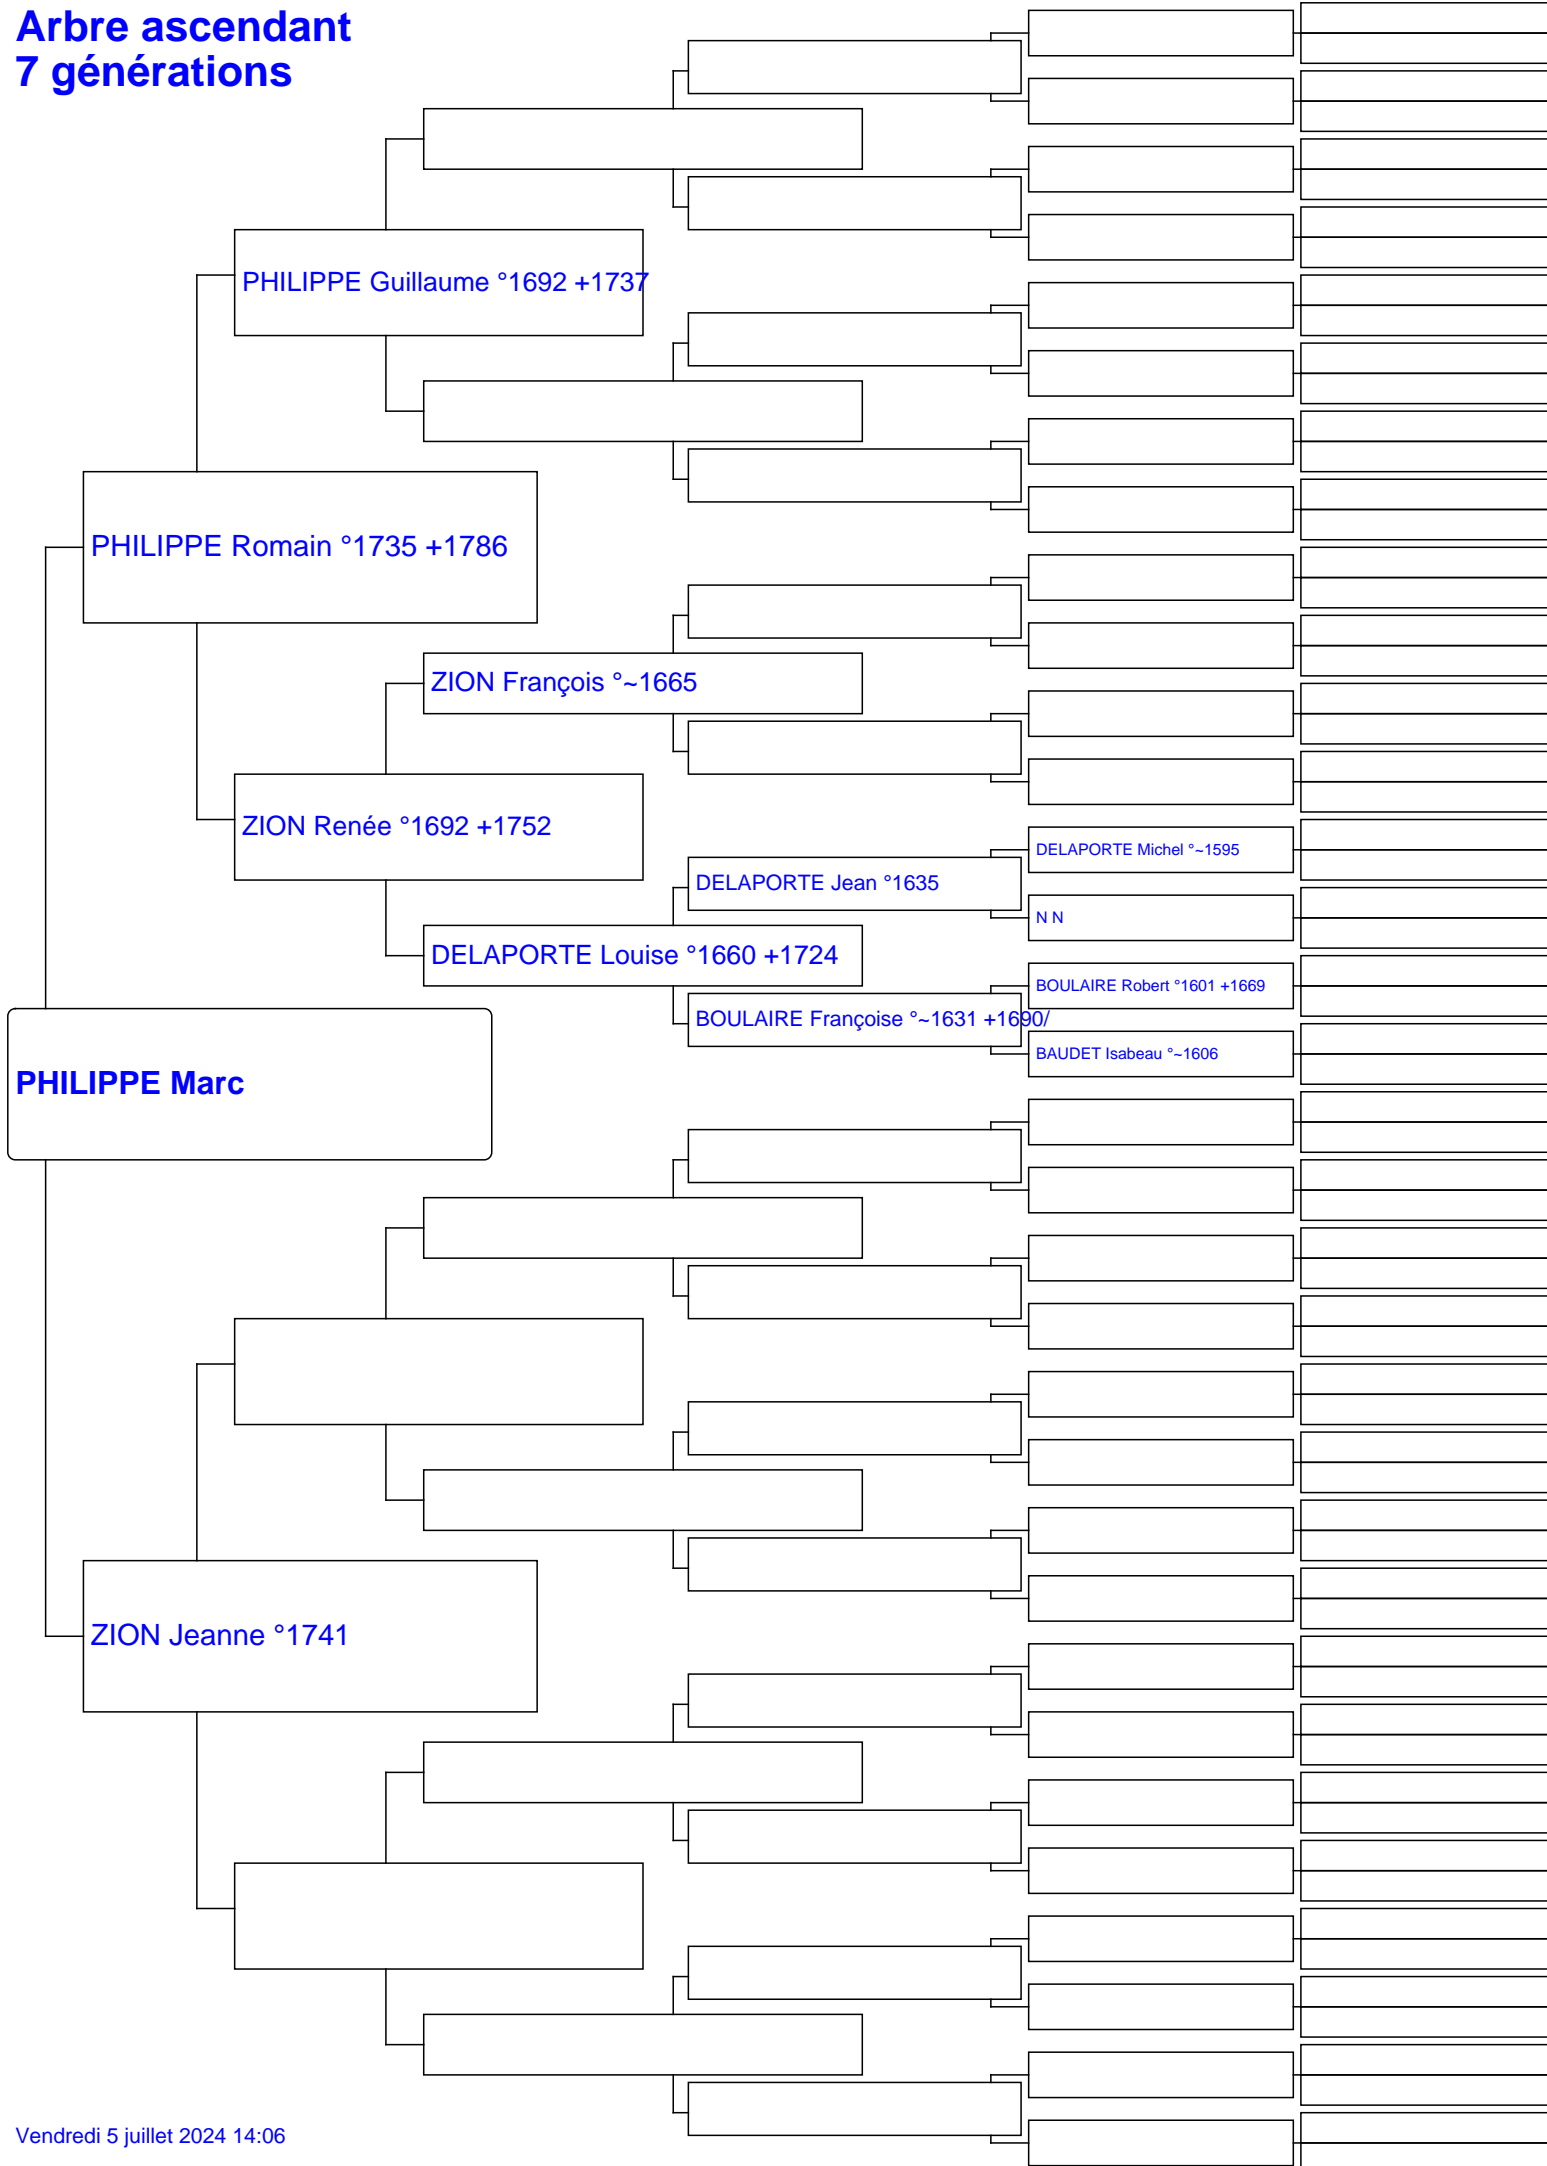 Arbre ascendant
7 générations
PHILIPPE Guillaume °1692 +1737
PHILIPPE Romain °1735 +1786
ZION François °~1665
ZION Renée °1692 +1752
DELAPORTE Michel °~1595
DELAPORTE Jean °1635
N N
DELAPORTE Louise °1660 +1724
BOULAIRE Robert °1601 +1669
BOULAIRE Françoise °~1631 +1690/
BAUDET Isabeau °~1606
PHILIPPE Marc
ZION Jeanne °1741
Vendredi 5 juillet 2024 14:06